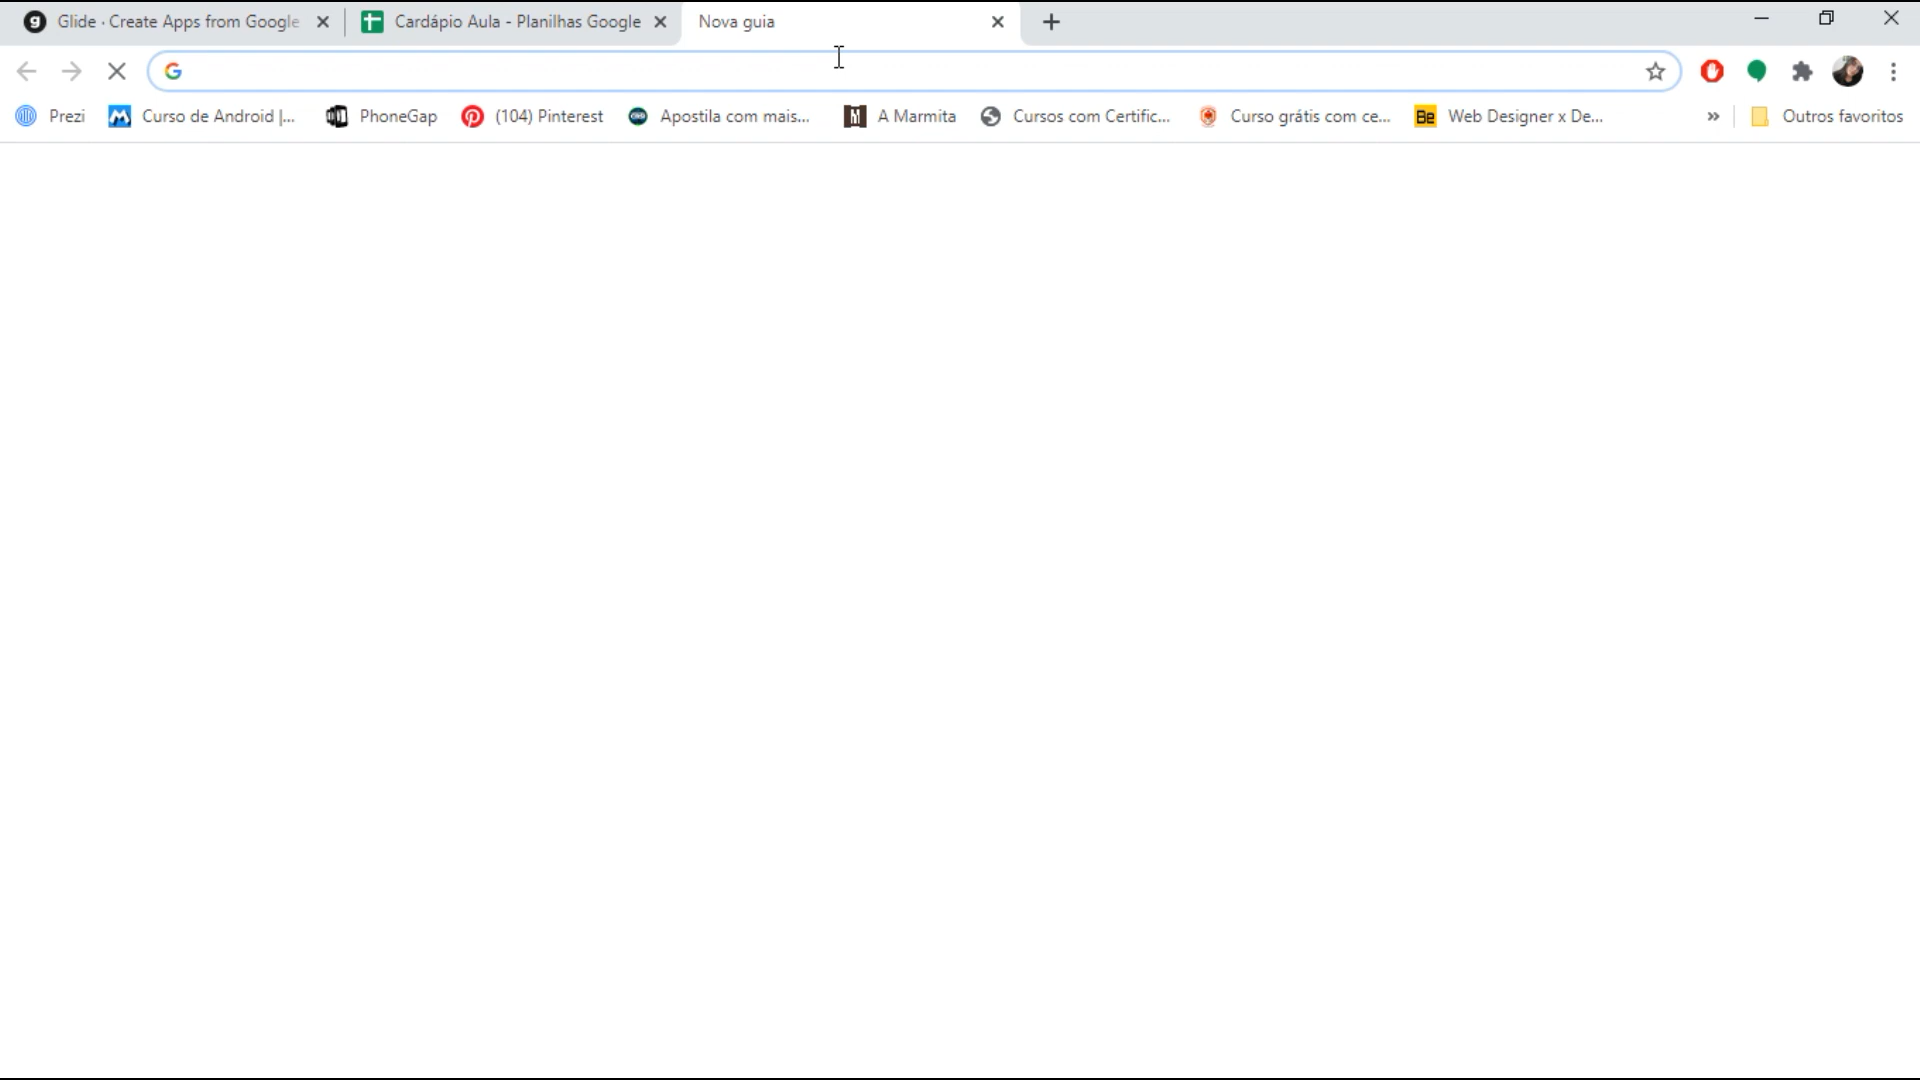 Glide · Create Apps from Google
Cardápio Aula - Planilhas Google
Nova guia
Prezi
Curso de Android |...
PhoneGap
(104) Pinterest
Apostila com mais...
A Marmita
Cursos com Certific...
Curso grátis com ce...
Be
Web Designer x De...
»
Outros favoritos